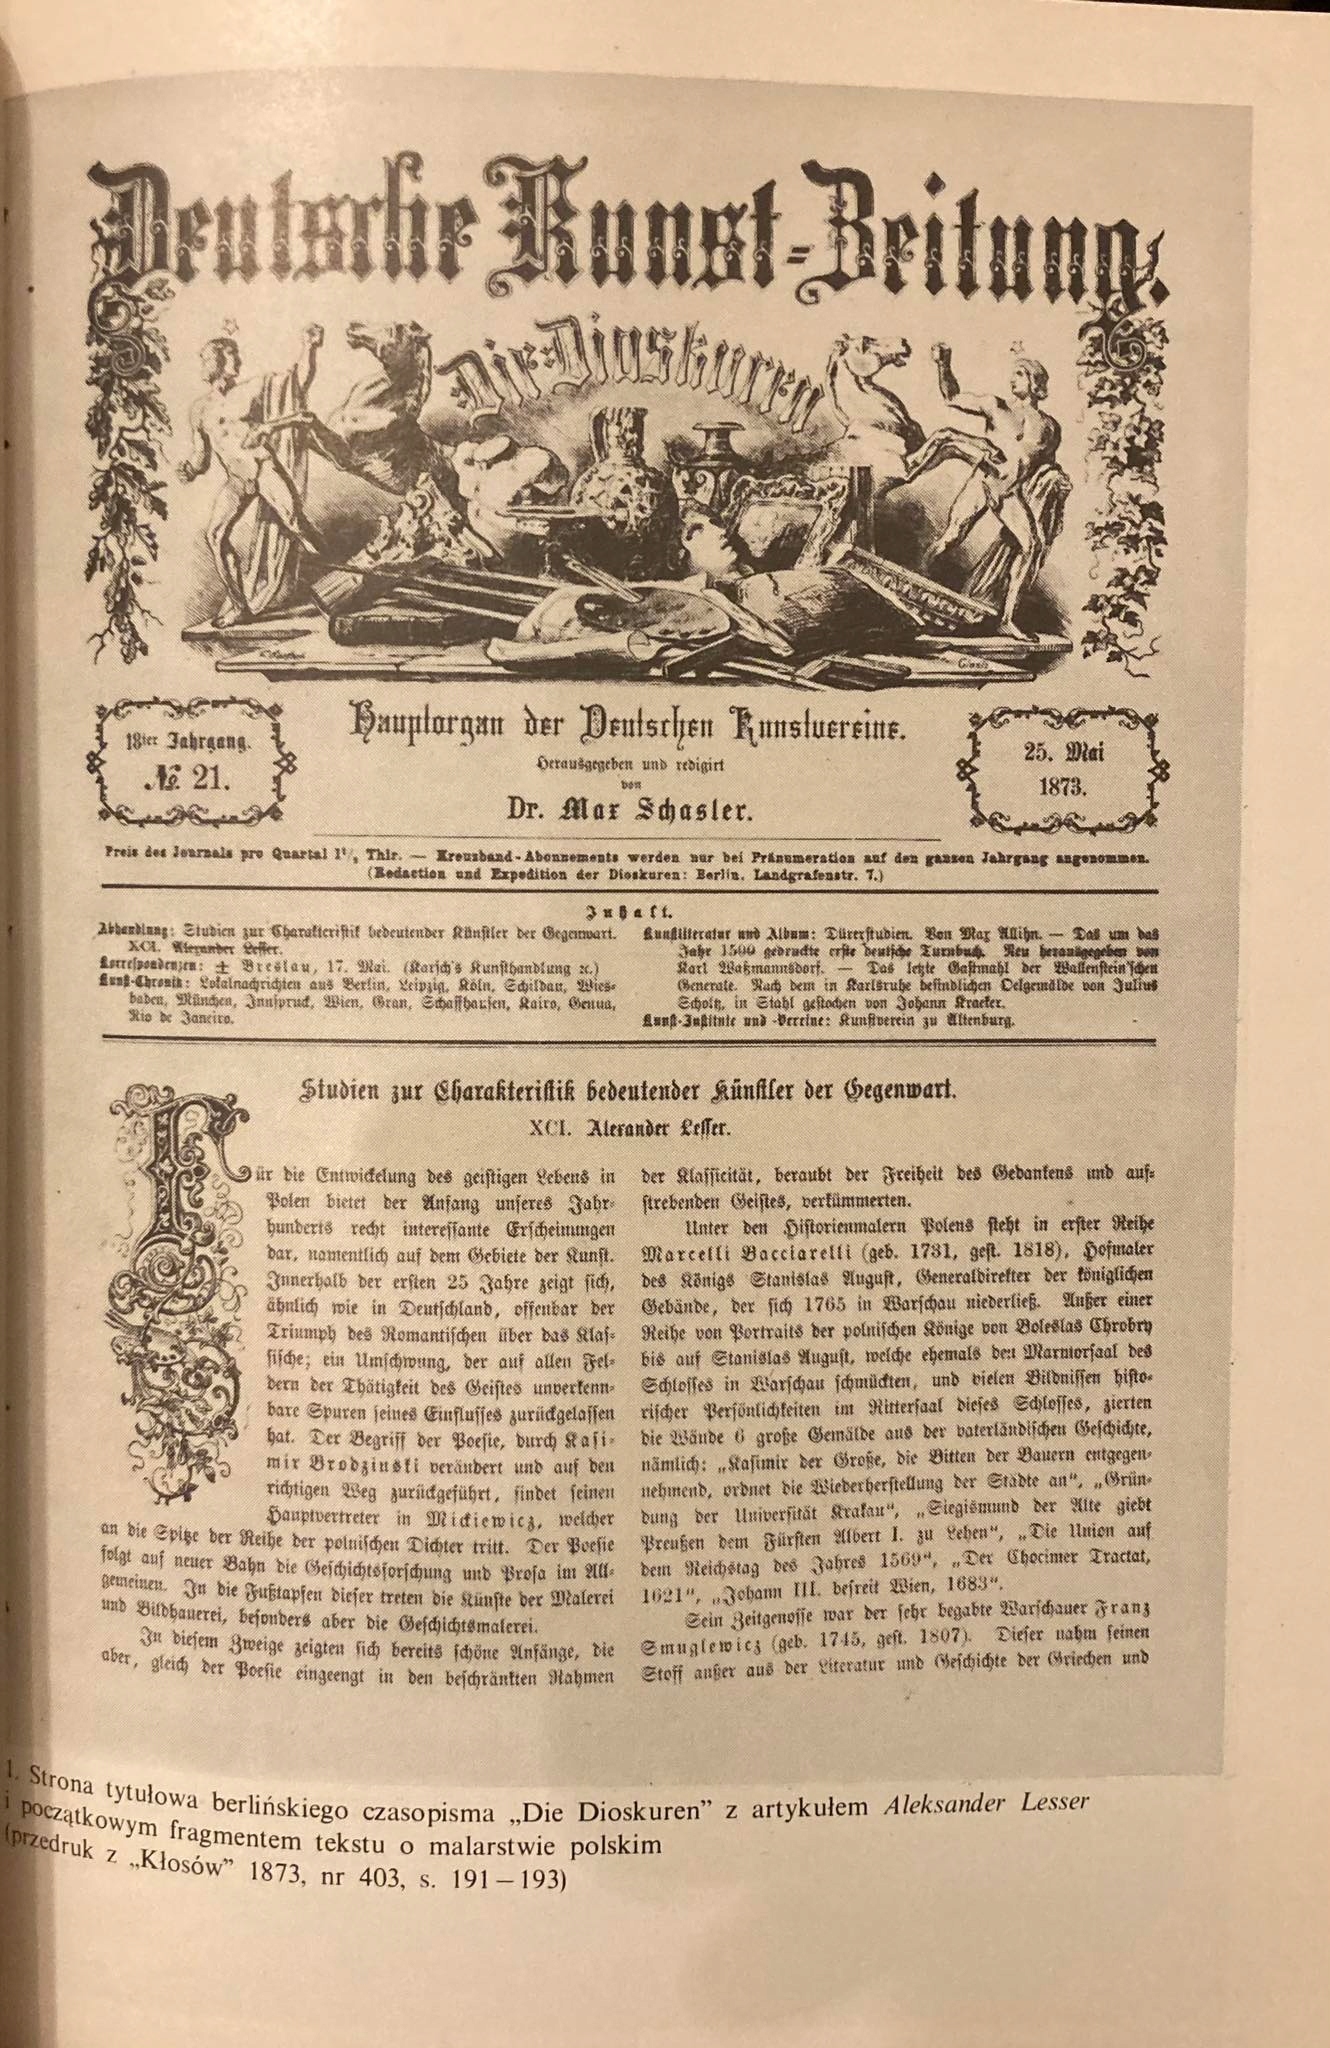 Deutsche Kunst-Zeitung.
Die Dioskuren
18ter Jahrgang.
№ 21.
Hauptorgan der Deutschen Kunstvereine.
Herausgegeben und redigirt
von
Dr. Max Schasler.
25. Mai
1873.
Preis des Journals pro Quartal 1½ Thlr. — Kreuzband-Abonnements werden nur bei Pränumeration auf den ganzen Jahrgang angenommen.
(Redaction und Expedition der Dioskuren: Berlin, Landgrafenstr. 7.)
Inhalt.
Abhandlung: Studien zur Charakteristik bedeutender Künstler der Gegenwart.
XCI. Alexander Lesser.
Korrespondenzen: ± Breslau, 17. Mai. (Karsch's Kunsthandlung ꝛc.)
Kunst-Chronik: Lokalnachrichten aus Berlin, Leipzig, Köln, Schildau, Wies-
baden, München, Innspruck, Wien, Gran, Schaffhausen, Kairo, Genua,
Rio de Janeiro.
Kunstliteratur und Album: Dürerstudien. Von Max Allihn. — Das um das
Jahr 1500 gedruckte erste deutsche Turnbuch. Neu herausgegeben von
Karl Waßmannsdorf. — Das letzte Gastmahl der Wallenstein'schen
Generale. Nach dem in Karlsruhe befindlichen Oelgemälde von Julius
Scholtz, in Stahl gestochen von Johann Kracker.
Kunst-Institute und -Vereine: Kunstverein zu Altenburg.
Studien zur Charakteristik bedeutender Künstler der Gegenwart.
XCI. Alexander Lesser.
Für die Entwickelung des geistigen Lebens in
Polen bietet der Anfang unseres Jahr-
hunderts recht interessante Erscheinungen
dar, namentlich auf dem Gebiete der Kunst.
Innerhalb der ersten 25 Jahre zeigt sich,
ähnlich wie in Deutschland, offenbar der
Triumph des Romantischen über das Klas-
sische; ein Umschwung, der auf allen Fel-
dern der Thätigkeit des Geistes unverkenn-
bare Spuren seines Einflusses zurückgelassen
hat. Der Begriff der Poesie, durch Kasi-
mir Brodzinski verändert und auf den
richtigen Weg zurückgeführt, findet seinen
Hauptvertreter in Mickiewicz, welcher
an die Spitze der Reihe der polnischen Dichter tritt. Der Poesie
folgt auf neuer Bahn die Geschichtsforschung und Prosa im All-
gemeinen. In die Fußtapfen dieser treten die Künste der Malerei
und Bildhauerei, besonders aber die Geschichtsmalerei.
In diesem Zweige zeigten sich bereits schöne Anfänge, die
aber, gleich der Poesie eingeengt in den beschränkten Rahmen
der Klassicität, beraubt der Freiheit des Gedankens und auf-
strebenden Geistes, verkümmerten.
Unter den Historienmalern Polens steht in erster Reihe
Marcelli Bacciarelli (geb. 1731, gest. 1818), Hofmaler
des Königs Stanislas August, Generaldirekter der königlichen
Gebände, der sich 1765 in Warschau niederließ. Außer einer
Reihe von Portraits der polnischen Könige von Boleslas Chrobry
bis auf Stanislas August, welche ehemals den Marmorsaal des
Schlosses in Warschau schmückten, und vielen Bildnissen histo-
rischer Persönlichkeiten im Rittersaal dieses Schlosses, zierten
die Wände 6 große Gemälde aus der vaterländischen Geschichte,
nämlich: „Kasimir der Große, die Bitten der Bauern entgegen-
nehmend, ordnet die Wiederherstellung der Städte an“, „Grün-
dung der Universität Krakau“, „Siegismund der Alte giebt
Preußen dem Fürsten Albert I. zu Lehen“, „Die Union auf
dem Reichstag des Jahres 1569“, „Der Chocimer Tractat,
1621“, „Johann III. befreit Wien, 1683“.
Sein Zeitgenosse war der sehr begabte Warschauer Franz
Smuglewicz (geb. 1745, gest. 1807). Dieser nahm seinen
Stoff außer aus der Literatur und Geschichte der Griechen und
1. Strona tytułowa berlińskiego czasopisma „Die Dioskuren” z artykułem Aleksander Lesser
i początkowym fragmentem tekstu o malarstwie polskim
(przedruk z „Kłosów” 1873, nr 403, s. 191–193)